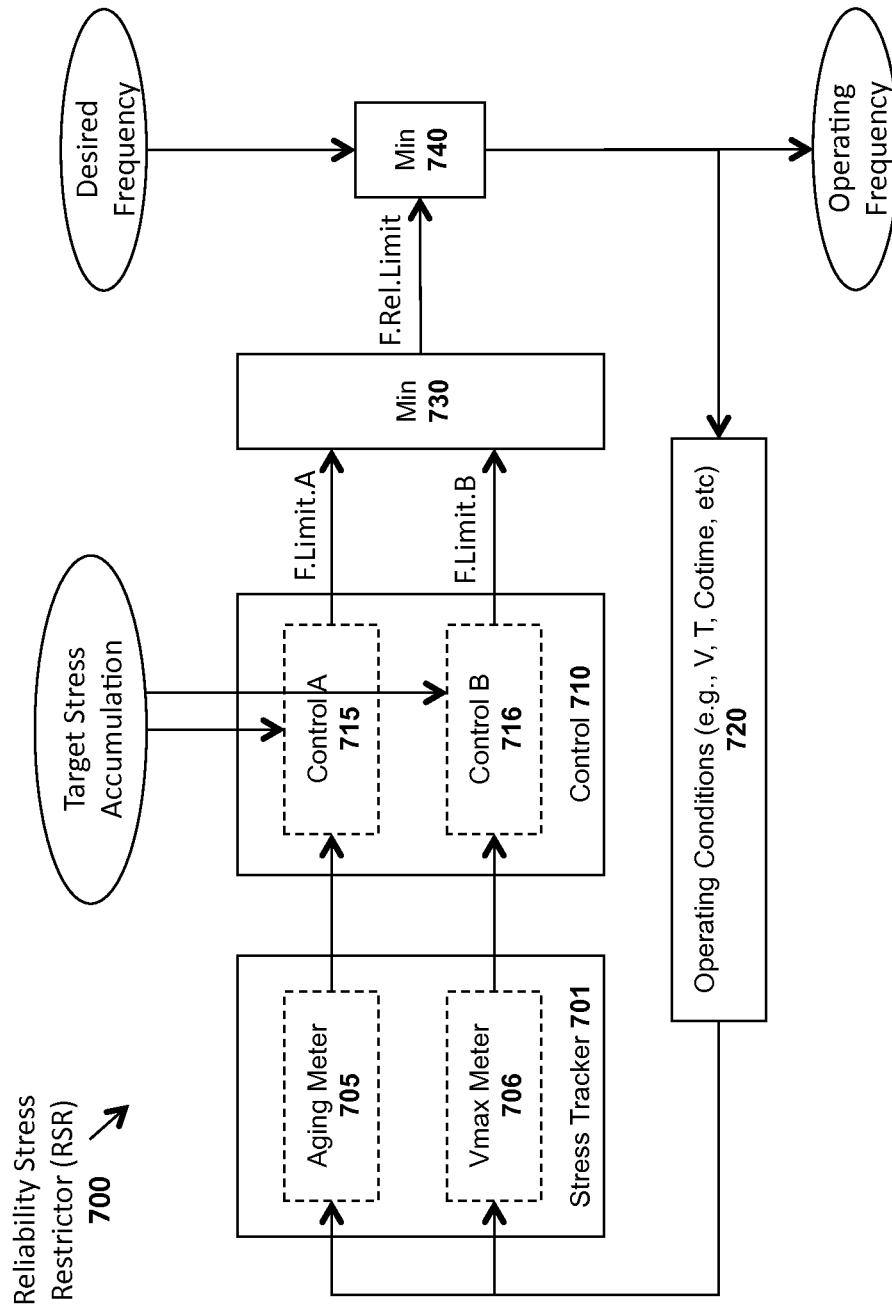 Reliability Stress
Restrictor (RSR)
700
Target Stress
Accumulation
Desired
Frequency
Aging Meter
705
Vmax Meter
706
Stress Tracker 701
Control A
715
Control B
716
Control 710
F.Limit.A
F.Limit.B
Min
730
F.Rel.Limit
Min
740
Operating Conditions (e.g., V, T, Cotime, etc)
720
Operating
Frequency